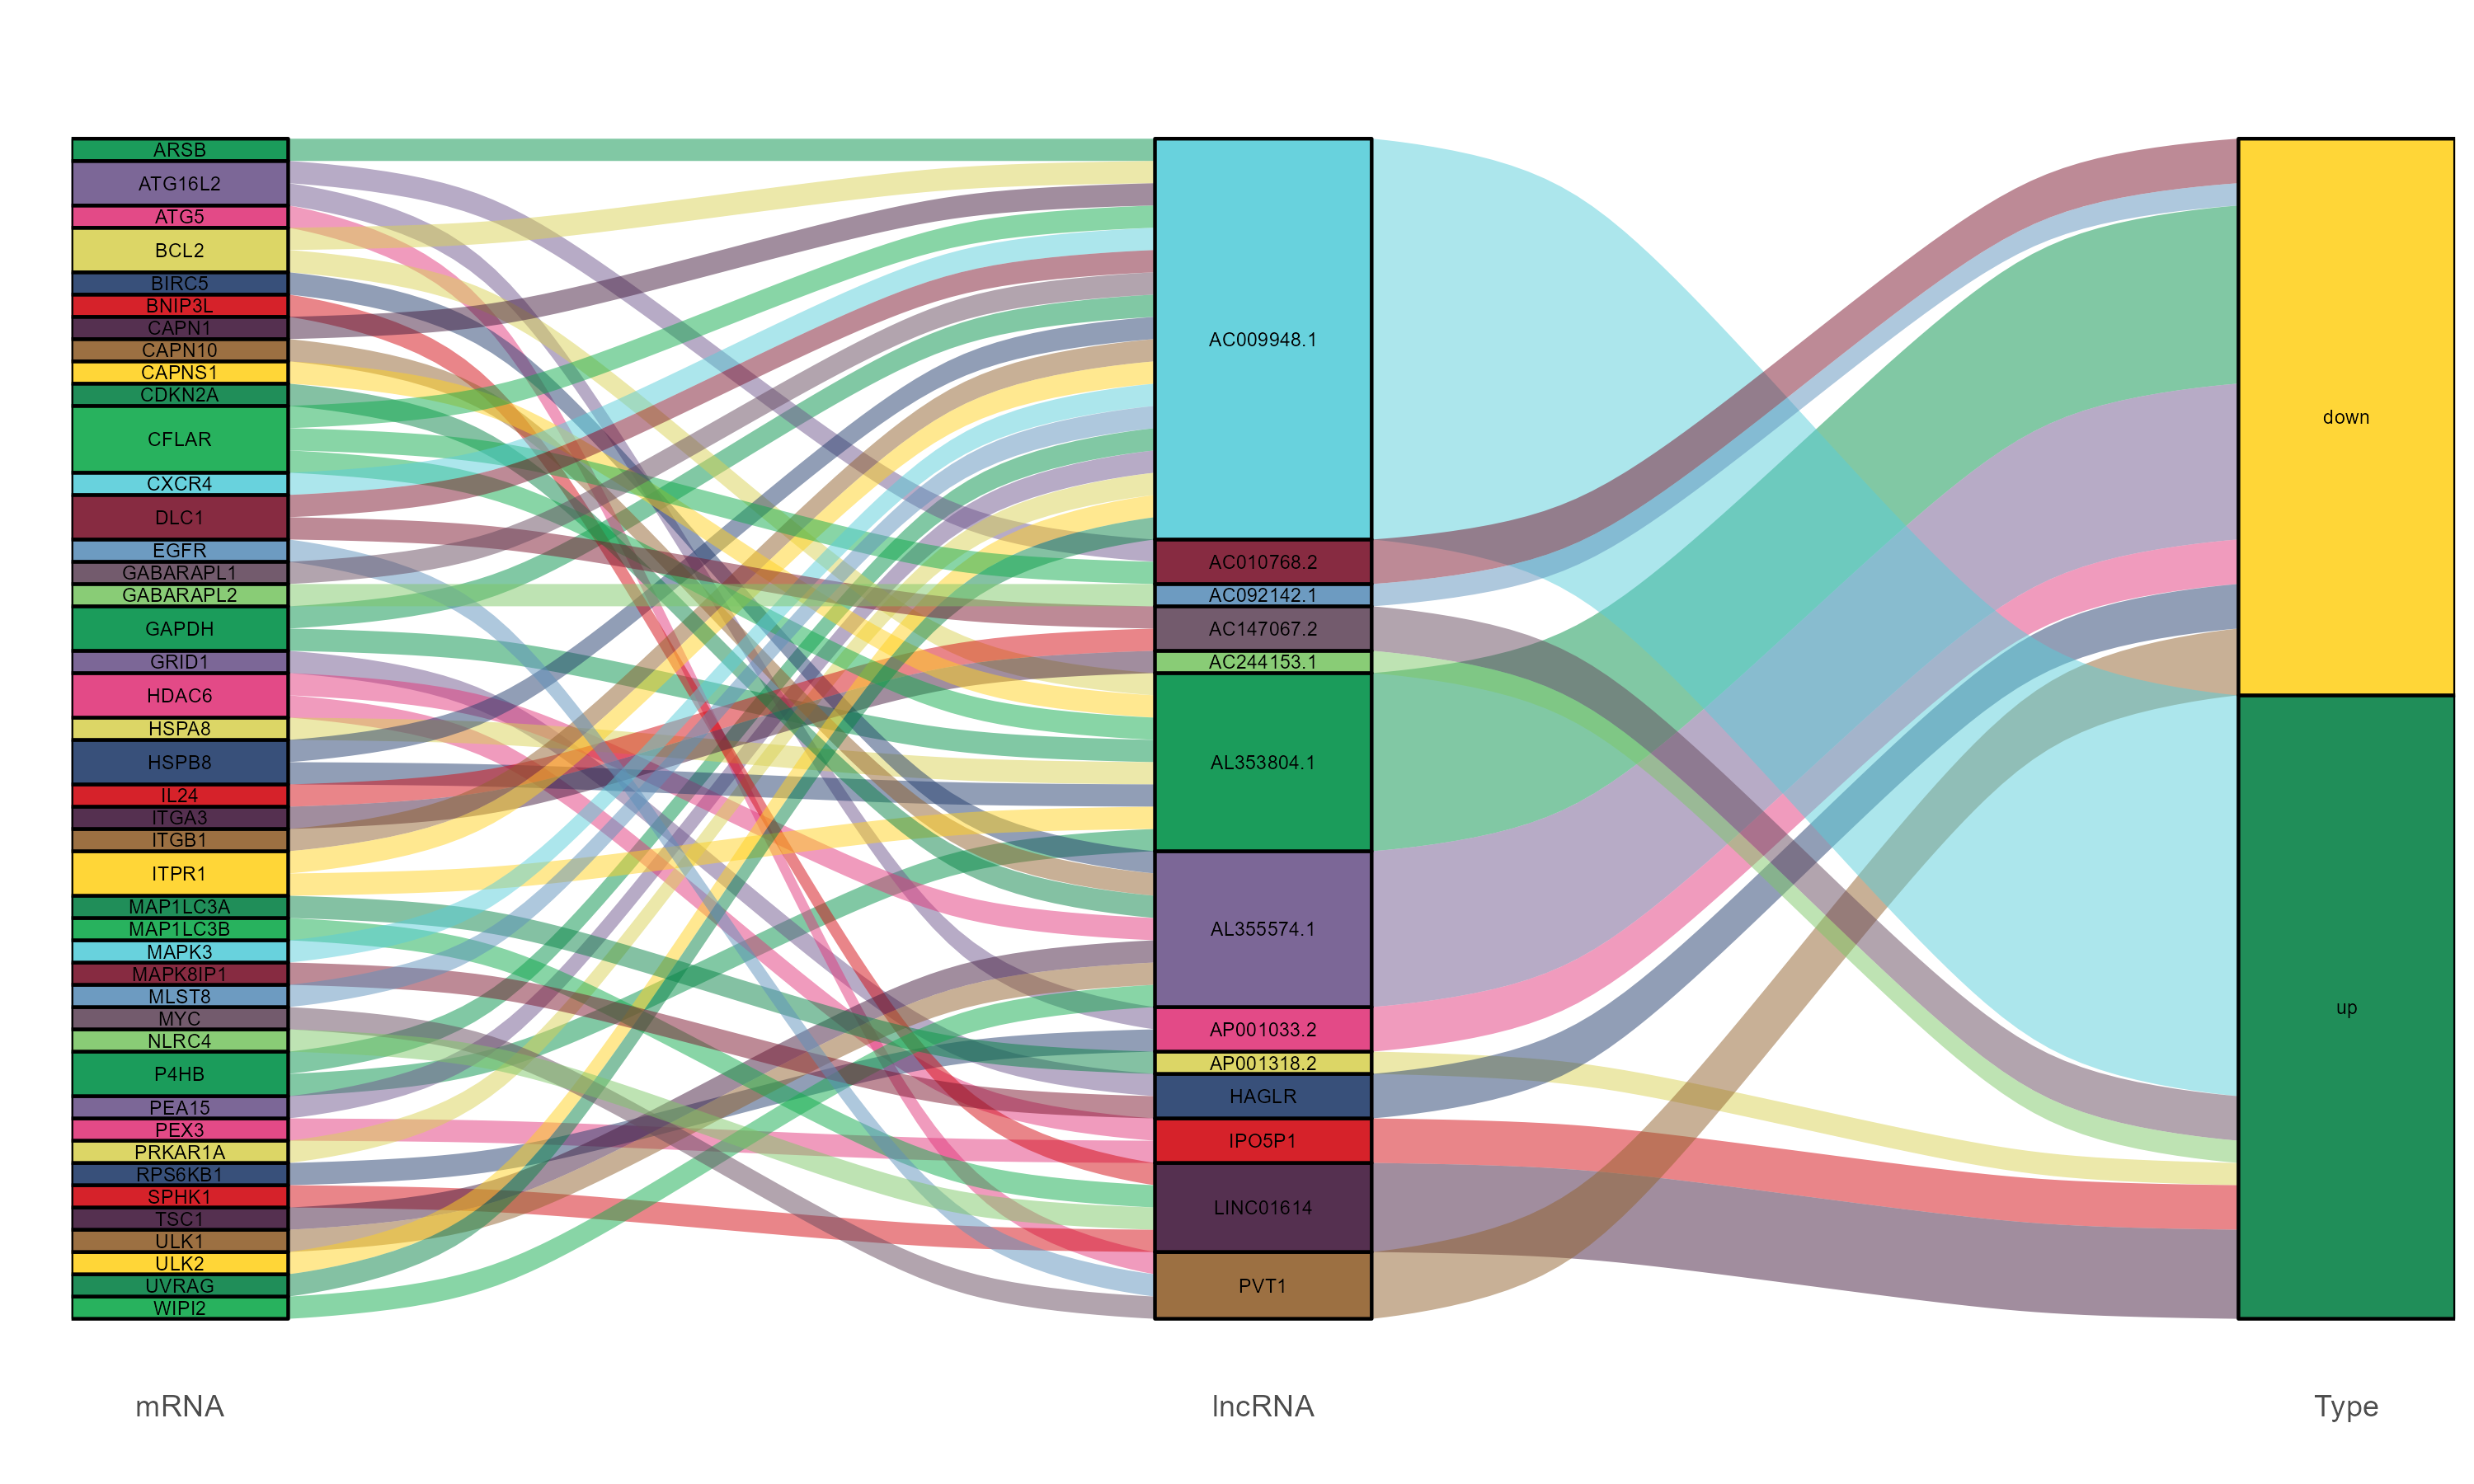 ARSB
ATG16L2
ATG5
BCL2
BIRC5
BNIP3L
CAPN1
CAPN10
CAPNS1
CDKN2A
CFLAR
CXCR4
DLC1
EGFR
GABARAPL1
GABARAPL2
GAPDH
GRID1
HDAC6
HSPA8
HSPB8
IL24
ITGA3
ITGB1
ITPR1
MAP1LC3A
MAP1LC3B
MAPK3
MAPK8IP1
MLST8
MYC
NLRC4
P4HB
PEA15
PEX3
PRKAR1A
RPS6KB1
SPHK1
TSC1
ULK1
ULK2
UVRAG
WIPI2
AC009948.1
AC010768.2
AC092142.1
AC147067.2
AC244153.1
AL353804.1
AL355574.1
AP001033.2
AP001318.2
HAGLR
IPO5P1
LINC01614
PVT1
down
up
mRNA
lncRNA
Type